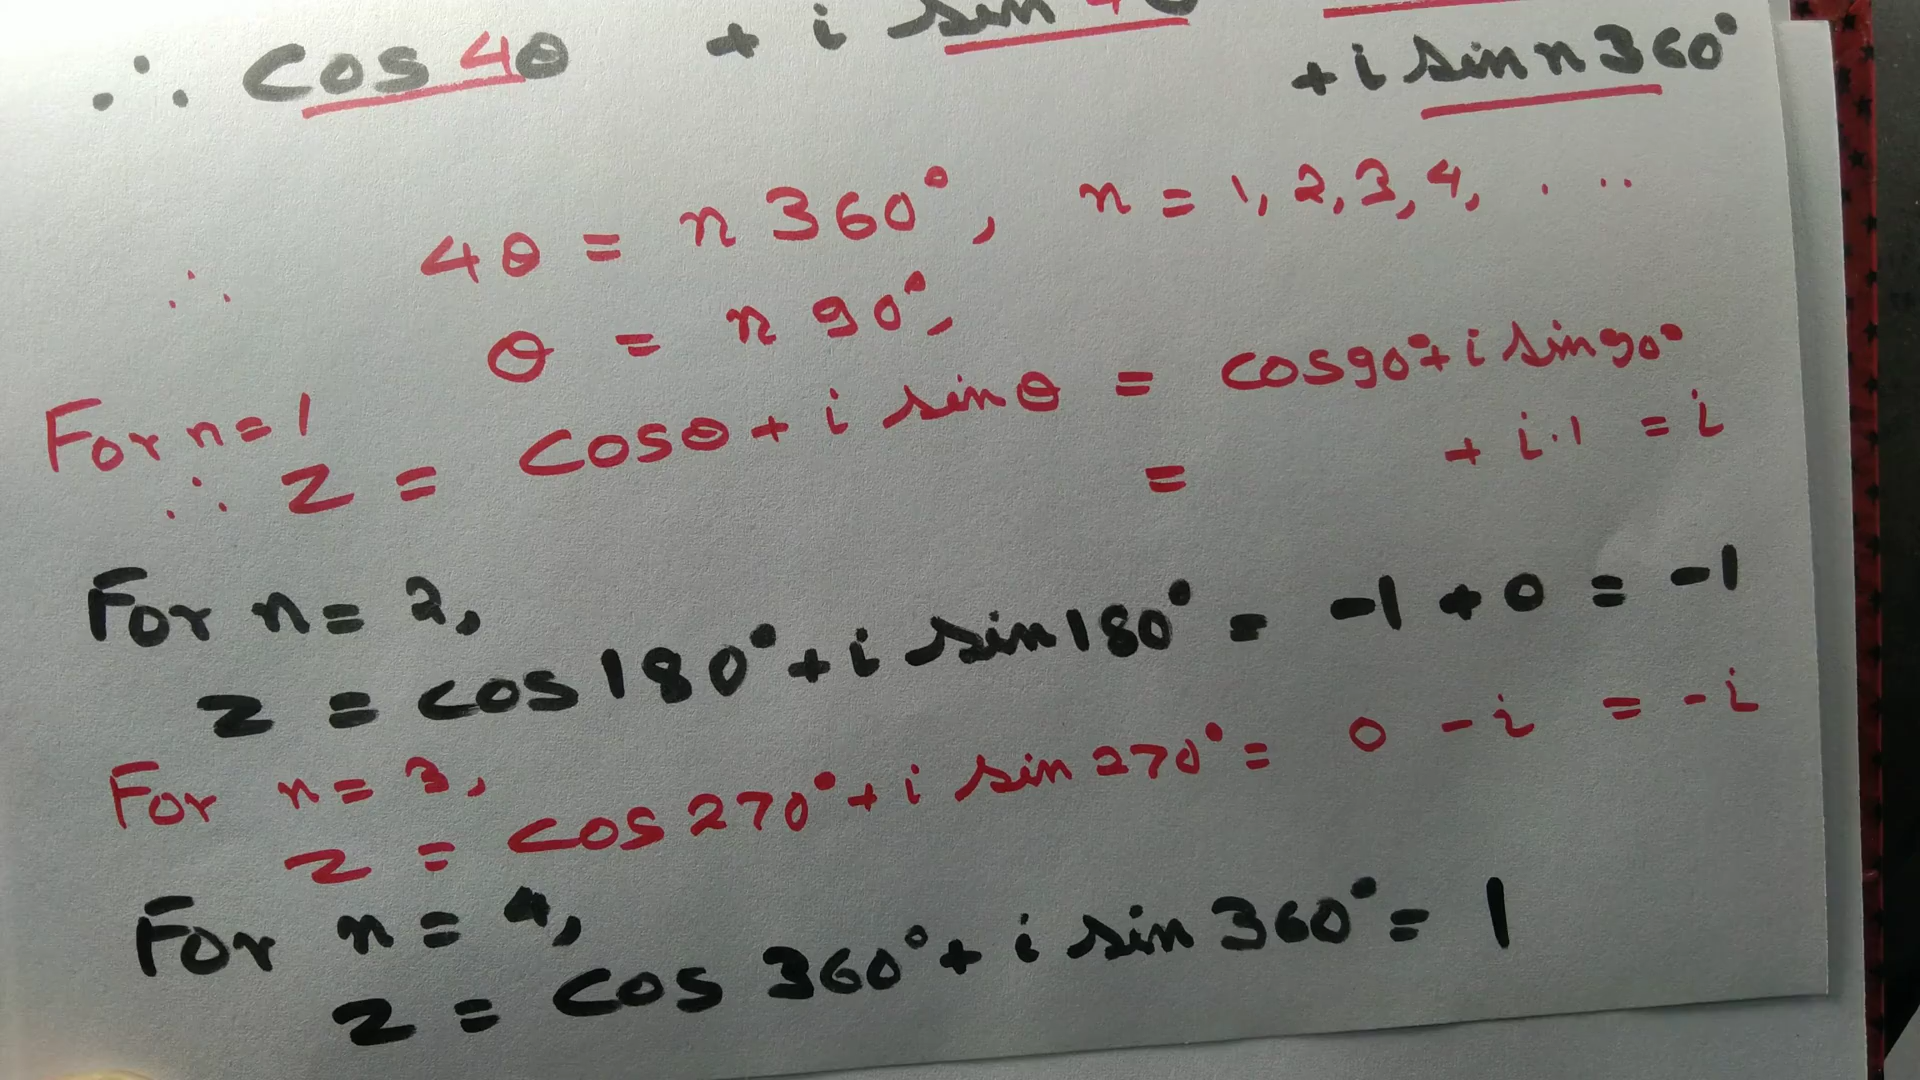 ∴ cos 4θ + i sin 4θ
+ i sin n 360°
∴ 4θ = n 360°, n = 1, 2, 3, 4, ...
θ = n 90°,
For n = 1
∴ z = cosθ + i sinθ = cos90° + i sin90°
= + i·1 = i
For n = 2,
z = cos 180° + i sin 180° = -1 + 0 = -1
For n = 3,
z = cos 270° + i sin 270° = 0 - i = -i
For n = 4,
z = cos 360° + i sin 360° = 1